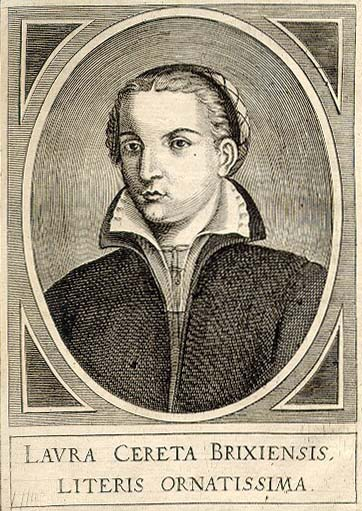 LAVRA CERETA BRIXIENSIS.
LITERIS ORNATISSIMA.